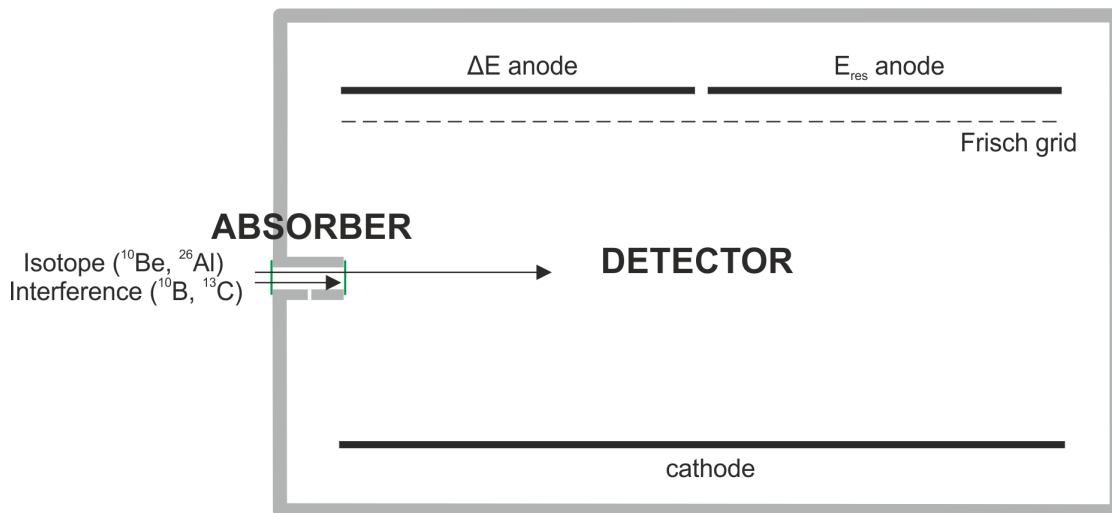 ΔE anode
E_res anode
Frisch grid
ABSORBER
Isotope (¹⁰Be, ²⁶Al)
Interference (¹⁰B, ¹³C)
DETECTOR
cathode